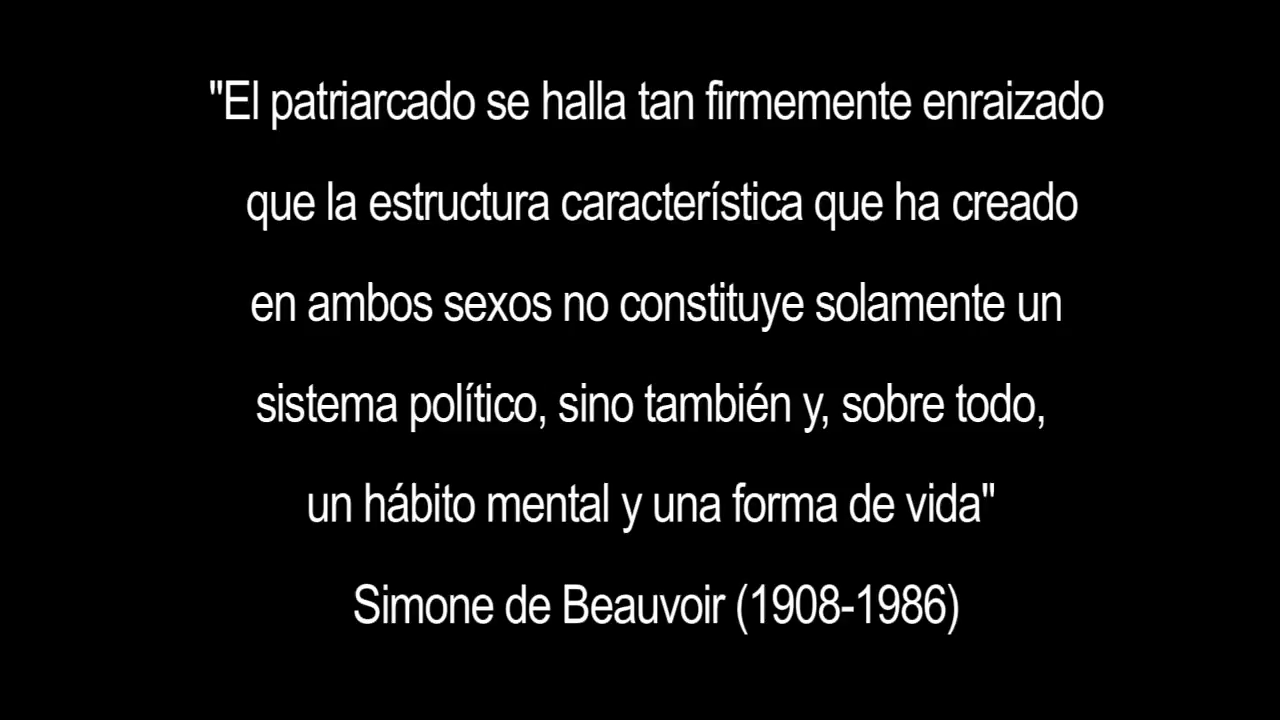 "El patriarcado se halla tan firmemente enraizado
que la estructura característica que ha creado
en ambos sexos no constituye solamente un
sistema político, sino también y, sobre todo,
un hábito mental y una forma de vida"
Simone de Beauvoir (1908-1986)